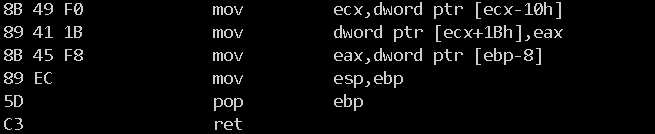 8B 49 F0 mov ecx,dword ptr [ecx-10h]
89 41 1B mov dword ptr [ecx+1Bh],eax
8B 45 F8 mov eax,dword ptr [ebp-8]
89 EC mov esp,ebp
5D pop ebp
C3 ret